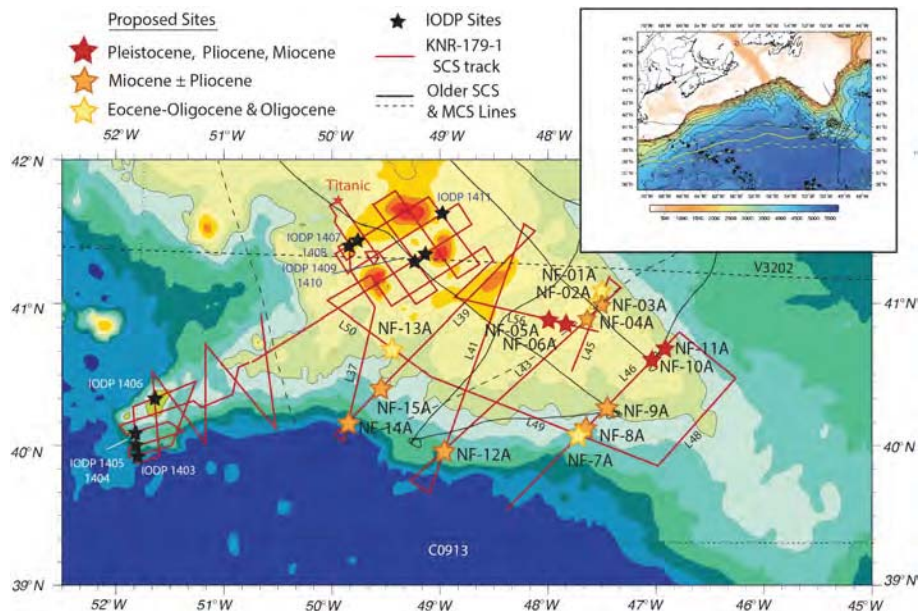 Proposed Sites
Pleistocene, Pliocene, Miocene
Miocene ± Pliocene
Eocene-Oligocene & Oligocene
IODP Sites
KNR-179-1
SCS track
Older SCS
& MCS Lines
52°W 50°W 49°W 48°W
42°N
41°N
40°N
39°N
Titanic
IODP 1411
IODP 1407
1408
IODP 1409
1410
V3202
NF-01A
NF-02A
NF-03A
NF-04A
L56
NF-05A
NF-06A
NF-13A
L50
L39
L41
L43
L45
L46
NF-11A
NF-10A
L37
IODP 1406
NF-15A
NF-14A
NF-9A
L49
L48
NF-8A
NF-7A
NF-12A
IODP 1405
1404
IODP 1403
C0913
41°N
40°N
39°N
52°W 51°W 50°W 49°W 48°W 47°W 46°W 45°W